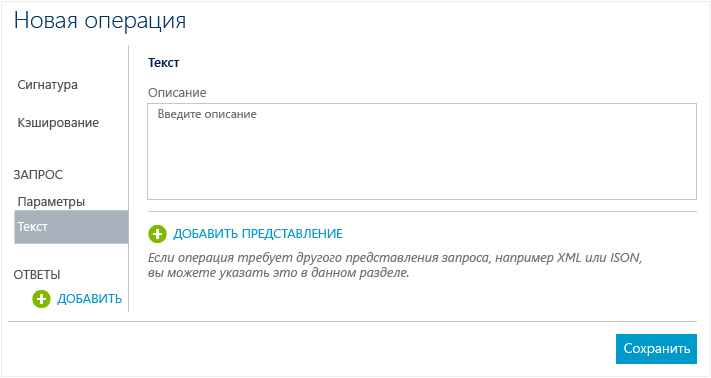 Новая операция
Сигнатура
Кэширование
ЗАПРОС
Параметры
Текст
ОТВЕТЫ
ДОБАВИТЬ
Текст
Описание
Введите описание
ДОБАВИТЬ ПРЕДСТАВЛЕНИЕ
Если операция требует другого представления запроса, например XML или ISON,
вы можете указать это в данном разделе.
Сохранить